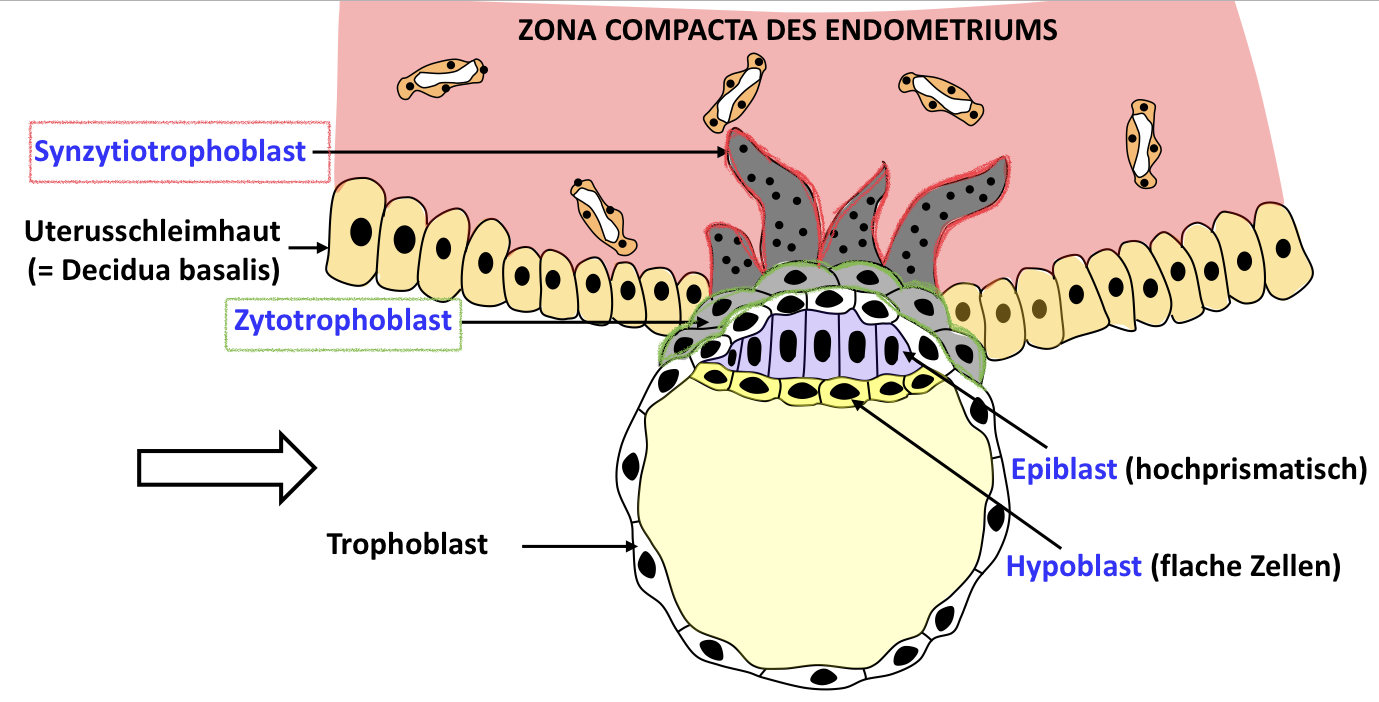 ZONA COMPACTA DES ENDOMETRIUMS
Synzytiotrophoblast
Uterusschleimhaut
(= Decidua basalis)
Zytotrophoblast
Epiblast (hochprismatisch)
Trophoblast
Hypoblast (flache Zellen)